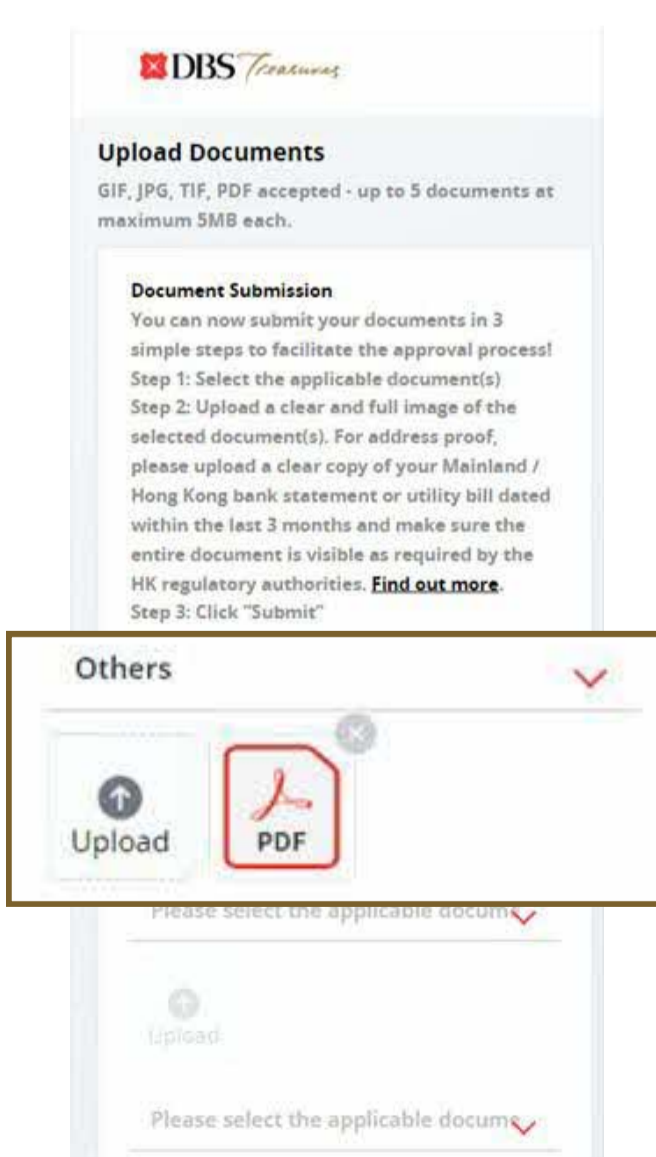 DBS Treasures
Upload Documents
GIF, JPG, TIF, PDF accepted - up to 5 documents at
maximum 5MB each.
Document Submission
You can now submit your documents in 3
simple steps to facilitate the approval process!
Step 1: Select the applicable document(s)
Step 2: Upload a clear and full image of the
selected document(s). For address proof,
please upload a clear copy of your Mainland /
Hong Kong bank statement or utility bill dated
within the last 3 months and make sure the
entire document is visible as required by the
HK regulatory authorities. Find out more.
Step 3: Click "Submit"
Others
Upload
PDF
Please select the applicable docume
Upload
Please select the applicable docume